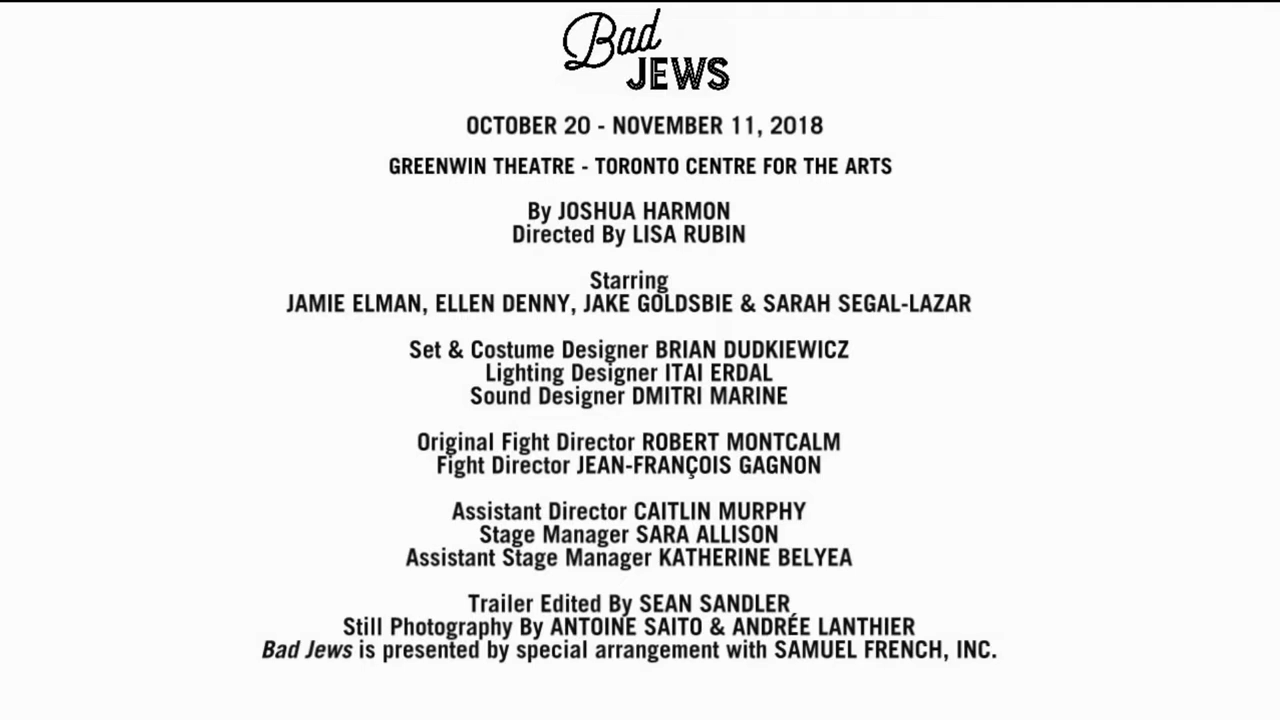 Bad
JEWS
OCTOBER 20 - NOVEMBER 11, 2018
GREENWIN THEATRE - TORONTO CENTRE FOR THE ARTS
By JOSHUA HARMON
Directed By LISA RUBIN
Starring
JAMIE ELMAN, ELLEN DENNY, JAKE GOLDSBIE & SARAH SEGAL-LAZAR
Set & Costume Designer BRIAN DUDKIEWICZ
Lighting Designer ITAI ERDAL
Sound Designer DMITRI MARINE
Original Fight Director ROBERT MONTCALM
Fight Director JEAN-FRANÇOIS GAGNON
Assistant Director CAITLIN MURPHY
Stage Manager SARA ALLISON
Assistant Stage Manager KATHERINE BELYEA
Trailer Edited By SEAN SANDLER
Still Photography By ANTOINE SAITO & ANDRÉE LANTHIER
Bad Jews is presented by special arrangement with SAMUEL FRENCH, INC.